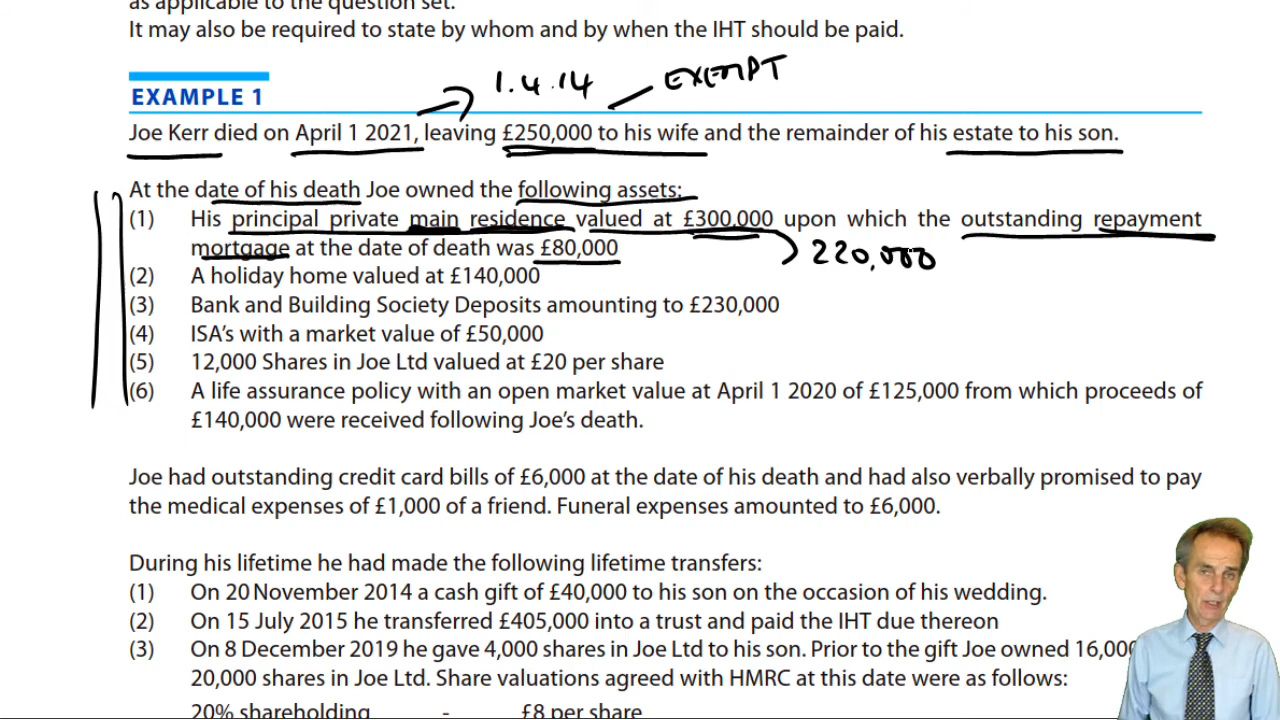 as applicable to the question set.
It may also be required to state by whom and by when the IHT should be paid.
1.4.14 EXEMPT
EXAMPLE 1
Joe Kerr died on April 1 2021, leaving £250,000 to his wife and the remainder of his estate to his son.
At the date of his death Joe owned the following assets:
(1) His principal private main residence valued at £300,000 upon which the outstanding repayment
mortgage at the date of death was £80,000 220,000
(2) A holiday home valued at £140,000
(3) Bank and Building Society Deposits amounting to £230,000
(4) ISA's with a market value of £50,000
(5) 12,000 Shares in Joe Ltd valued at £20 per share
(6) A life assurance policy with an open market value at April 1 2020 of £125,000 from which proceeds of
£140,000 were received following Joe's death.
Joe had outstanding credit card bills of £6,000 at the date of his death and had also verbally promised to pay
the medical expenses of £1,000 of a friend. Funeral expenses amounted to £6,000.
During his lifetime he had made the following lifetime transfers:
(1) On 20 November 2014 a cash gift of £40,000 to his son on the occasion of his wedding.
(2) On 15 July 2015 he transferred £405,000 into a trust and paid the IHT due thereon
(3) On 8 December 2019 he gave 4,000 shares in Joe Ltd to his son. Prior to the gift Joe owned
20,000 shares in Joe Ltd. Share valuations agreed with HMRC at this date were as follows:
20% shareholding - £8 per share